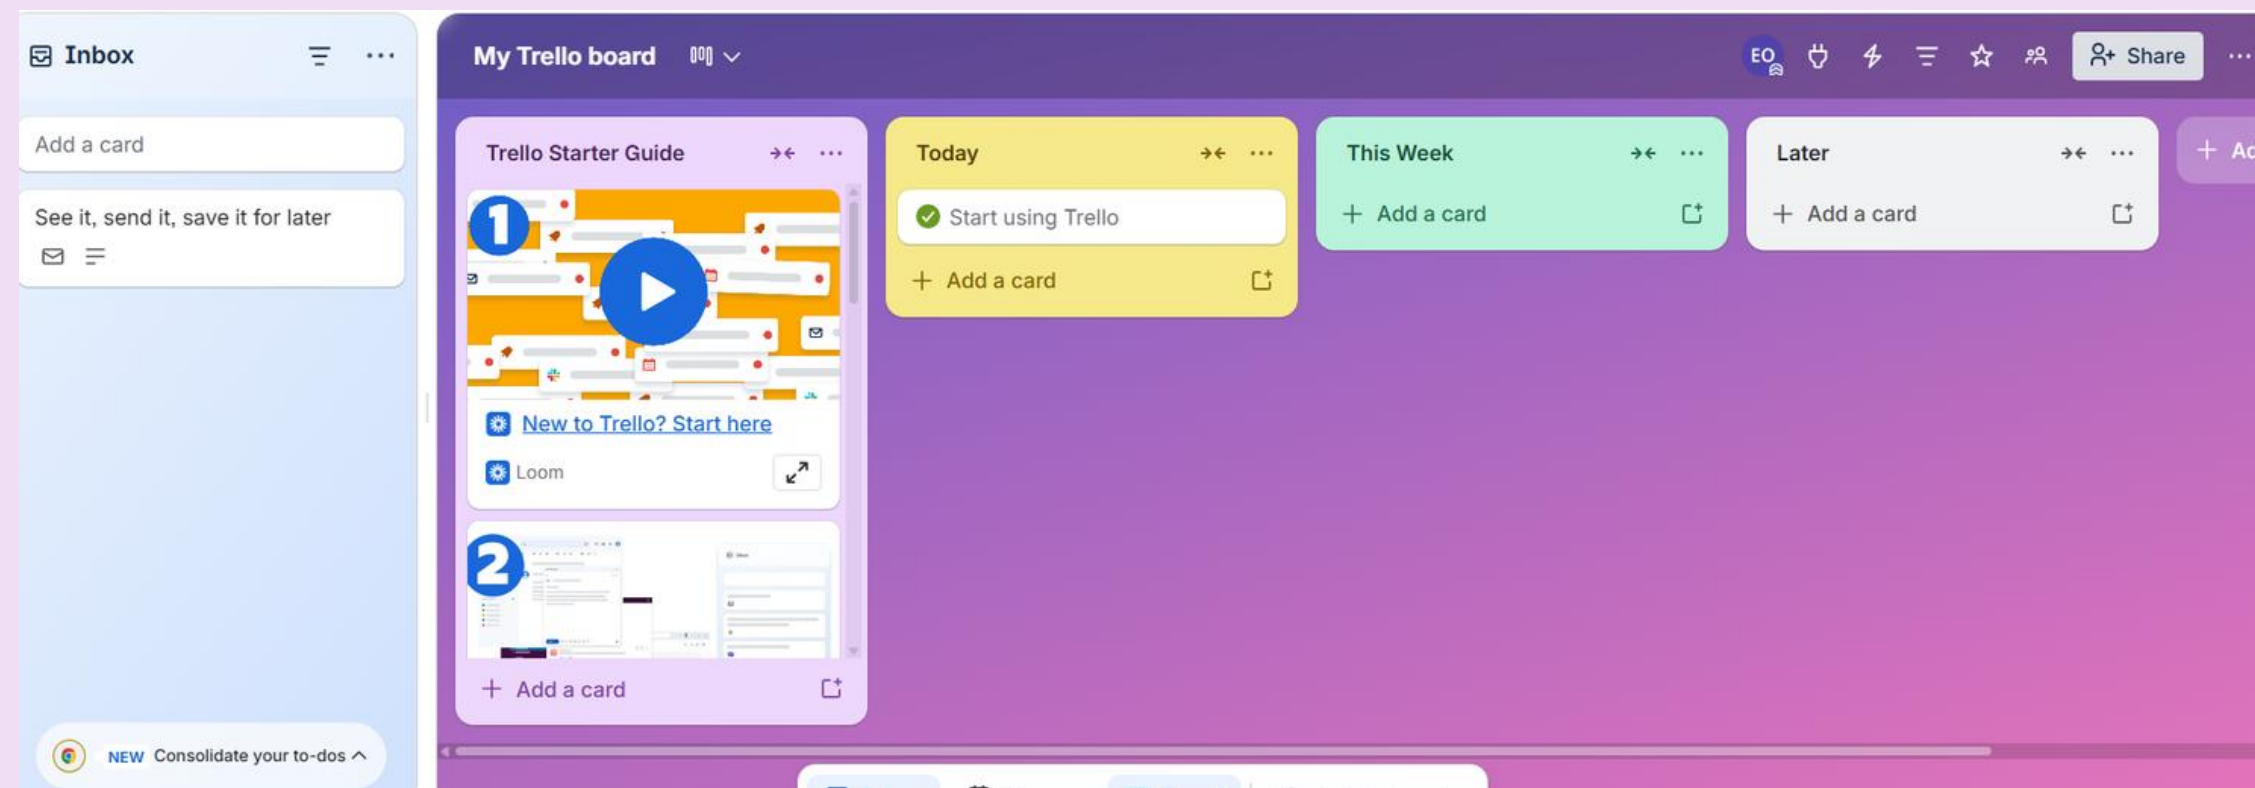 Inbox
Add a card
See it, send it, save it for later
NEW Consolidate your to-dos
My Trello board
EO
Share
Trello Starter Guide
1
New to Trello? Start here
Loom
2
Add a card
Today
Start using Trello
Add a card
This Week
Add a card
Later
Add a card